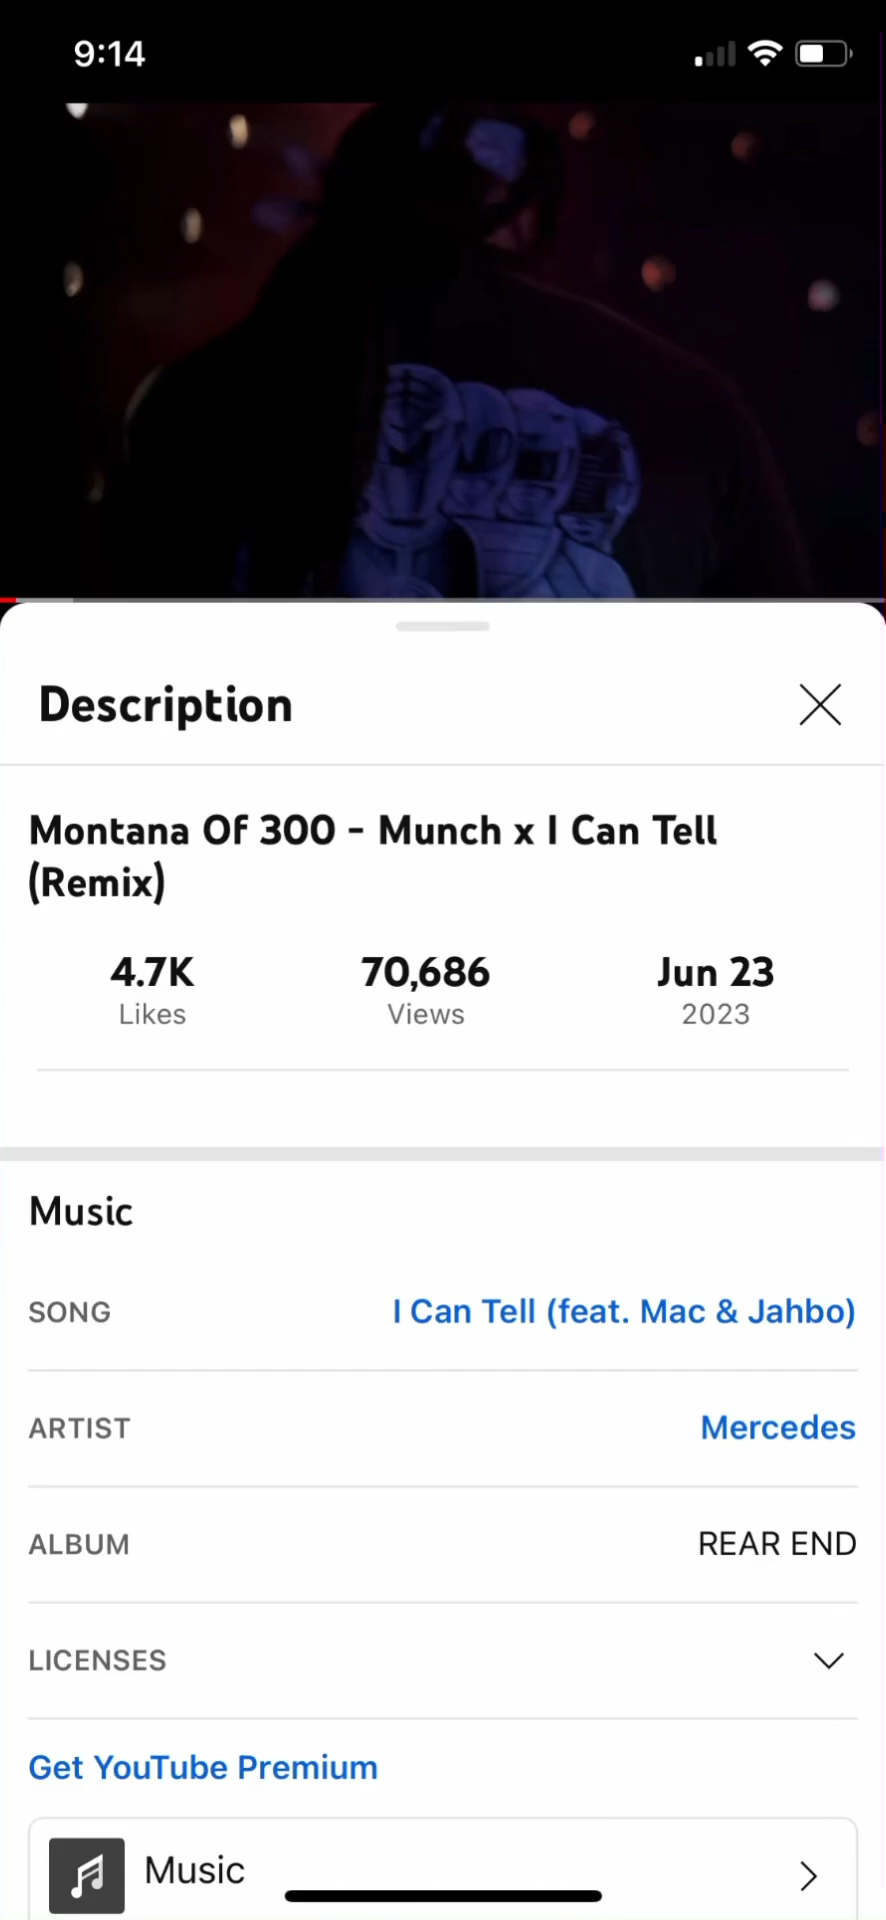 9:14
Description
Montana Of 300 - Munch x I Can Tell
(Remix)
4.7K
Likes
70,686
Views
Jun 23
2023
Music
SONG
I Can Tell (feat. Mac & Jahbo)
ARTIST
Mercedes
ALBUM
REAR END
LICENSES
Get YouTube Premium
Music